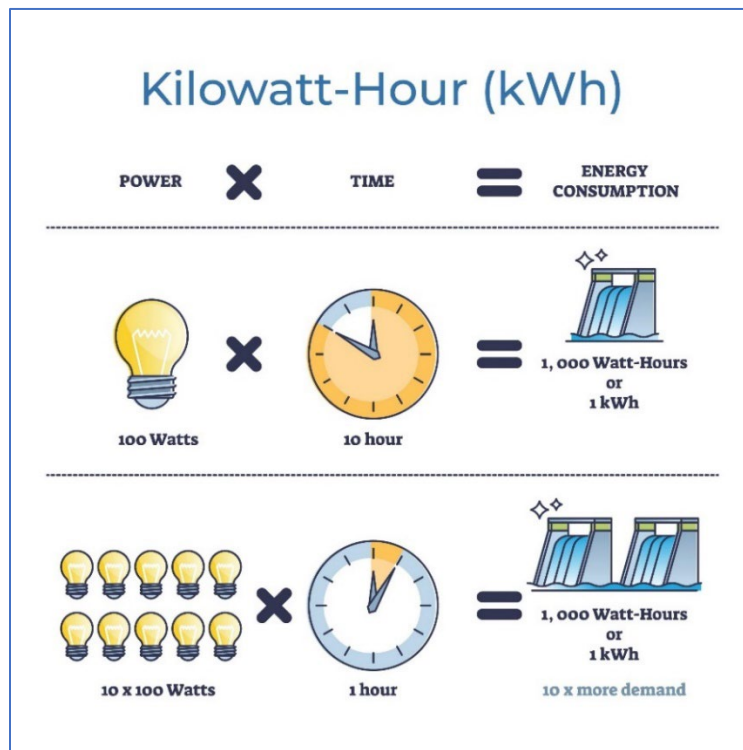 Kilowatt-Hour (kWh)
POWER
TIME
ENERGY
CONSUMPTION
100 Watts
10 hour
1, 000 Watt-Hours
or
1 kWh
10 x 100 Watts
1 hour
1, 000 Watt-Hours
or
1 kWh
10 x more demand